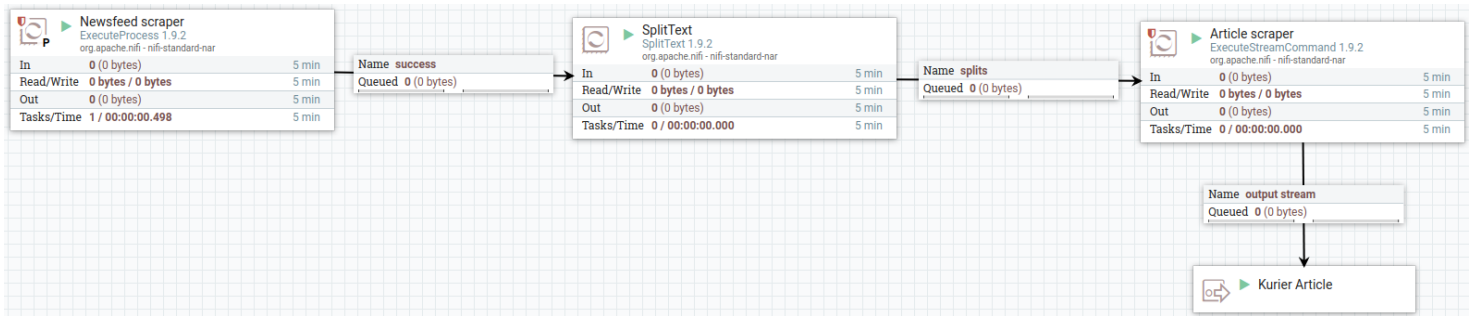 Newsfeed scraper
ExecuteProcess 1.9.2
org.apache.nifi - nifi-standard-nar
P
In 0 (0 bytes) 5 min
Read/Write 0 bytes / 0 bytes 5 min
Out 0 (0 bytes) 5 min
Tasks/Time 1 / 00:00:00.498 5 min
Name success
Queued 0 (0 bytes)
SplitText
SplitText 1.9.2
org.apache.nifi - nifi-standard-nar
In 0 (0 bytes) 5 min
Read/Write 0 bytes / 0 bytes 5 min
Out 0 (0 bytes) 5 min
Tasks/Time 0 / 00:00:00.000 5 min
Name splits
Queued 0 (0 bytes)
Article scraper
ExecuteStreamCommand 1.9.2
org.apache.nifi - nifi-standard-nar
In 0 (0 bytes) 5 min
Read/Write 0 bytes / 0 bytes 5 min
Out 0 (0 bytes) 5 min
Tasks/Time 0 / 00:00:00.000 5 min
Name output stream
Queued 0 (0 bytes)
Kurier Article